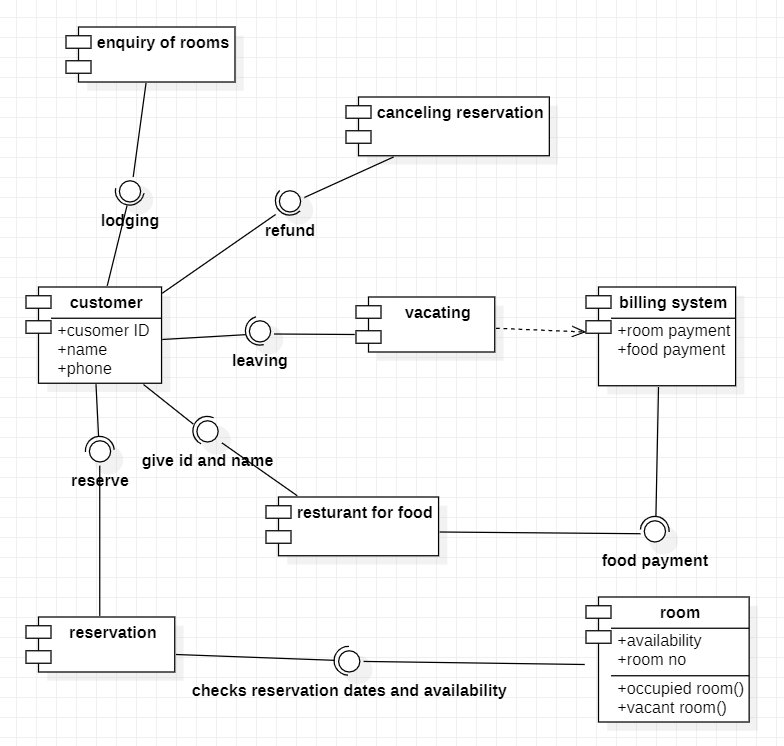 enquiry of rooms
canceling reservation
lodging
refund
customer
+cusomer ID
+name
+phone
vacating
billing system
+room payment
+food payment
leaving
give id and name
reserve
resturant for food
food payment
room
+availability
+room no
+occupied room()
+vacant room()
reservation
checks reservation dates and availability